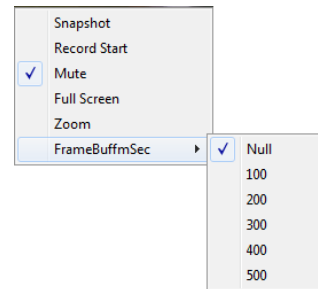 Snapshot
Record Start
Mute
Full Screen
Zoom
FrameBuffmSec
Null
100
200
300
400
500